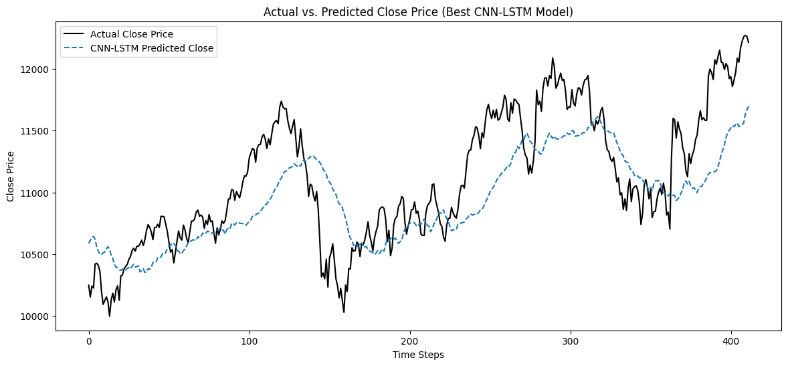 Actual vs. Predicted Close Price (Best CNN-LSTM Model)
Actual Close Price
CNN-LSTM Predicted Close
12000
11500
11000
10500
10000
Close Price
0 100 200 300 400
Time Steps